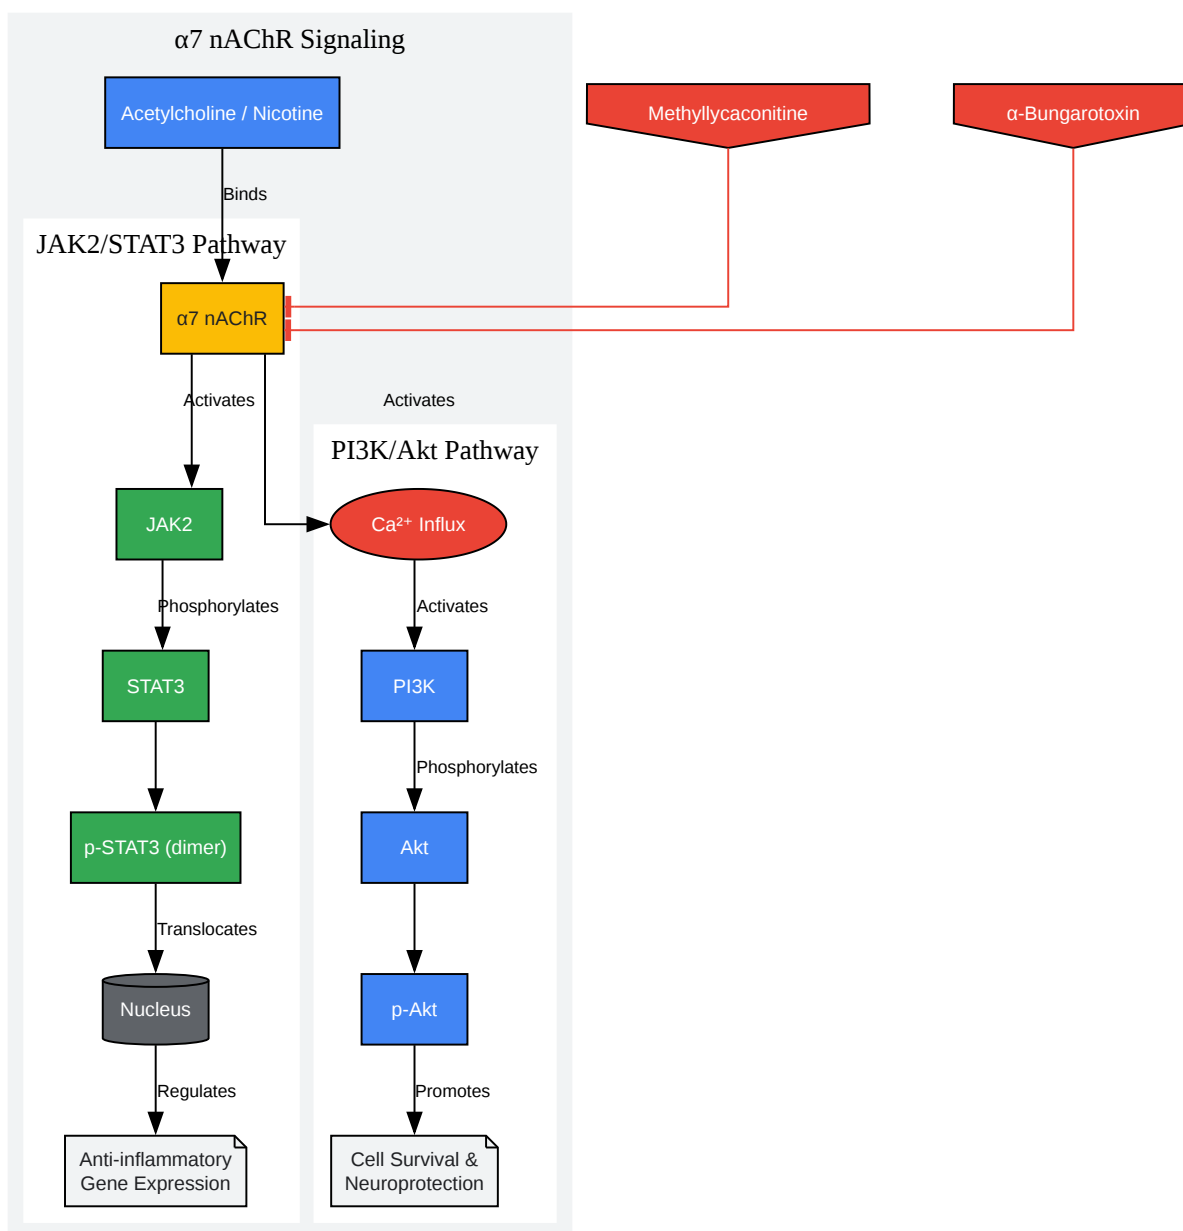 α7 nAChR Signaling
Acetylcholine / Nicotine
Methyllycaconitine
α-Bungarotoxin
Binds
JAK2/STAT3 Pathway
α7 nAChR
Activates
Activates
PI3K/Akt Pathway
JAK2
Ca²⁺ Influx
Phosphorylates
Activates
STAT3
PI3K
Phosphorylates
p-STAT3 (dimer)
Akt
Translocates
Nucleus
p-Akt
Regulates
Promotes
Anti-inflammatory
Gene Expression
Cell Survival &
Neuroprotection